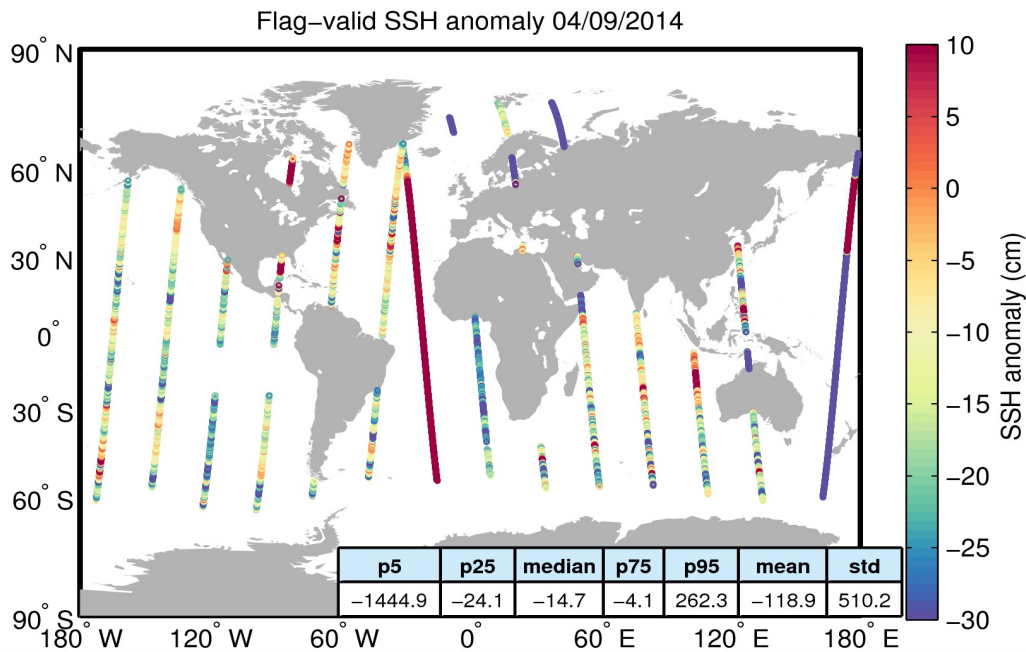 Flag−valid SSH anomaly 04/09/2014
90° N
60° N
30° N
0°
30° S
60° S
90° S
180° W
120° W
60° W
0°
60° E
120° E
180° E
p5 p25 median p75 p95 mean std
−1444.9 −24.1 −14.7 −4.1 262.3 −118.9 510.2
10
5
0
−5
−10
−15
−20
−25
−30
SSH anomaly (cm)